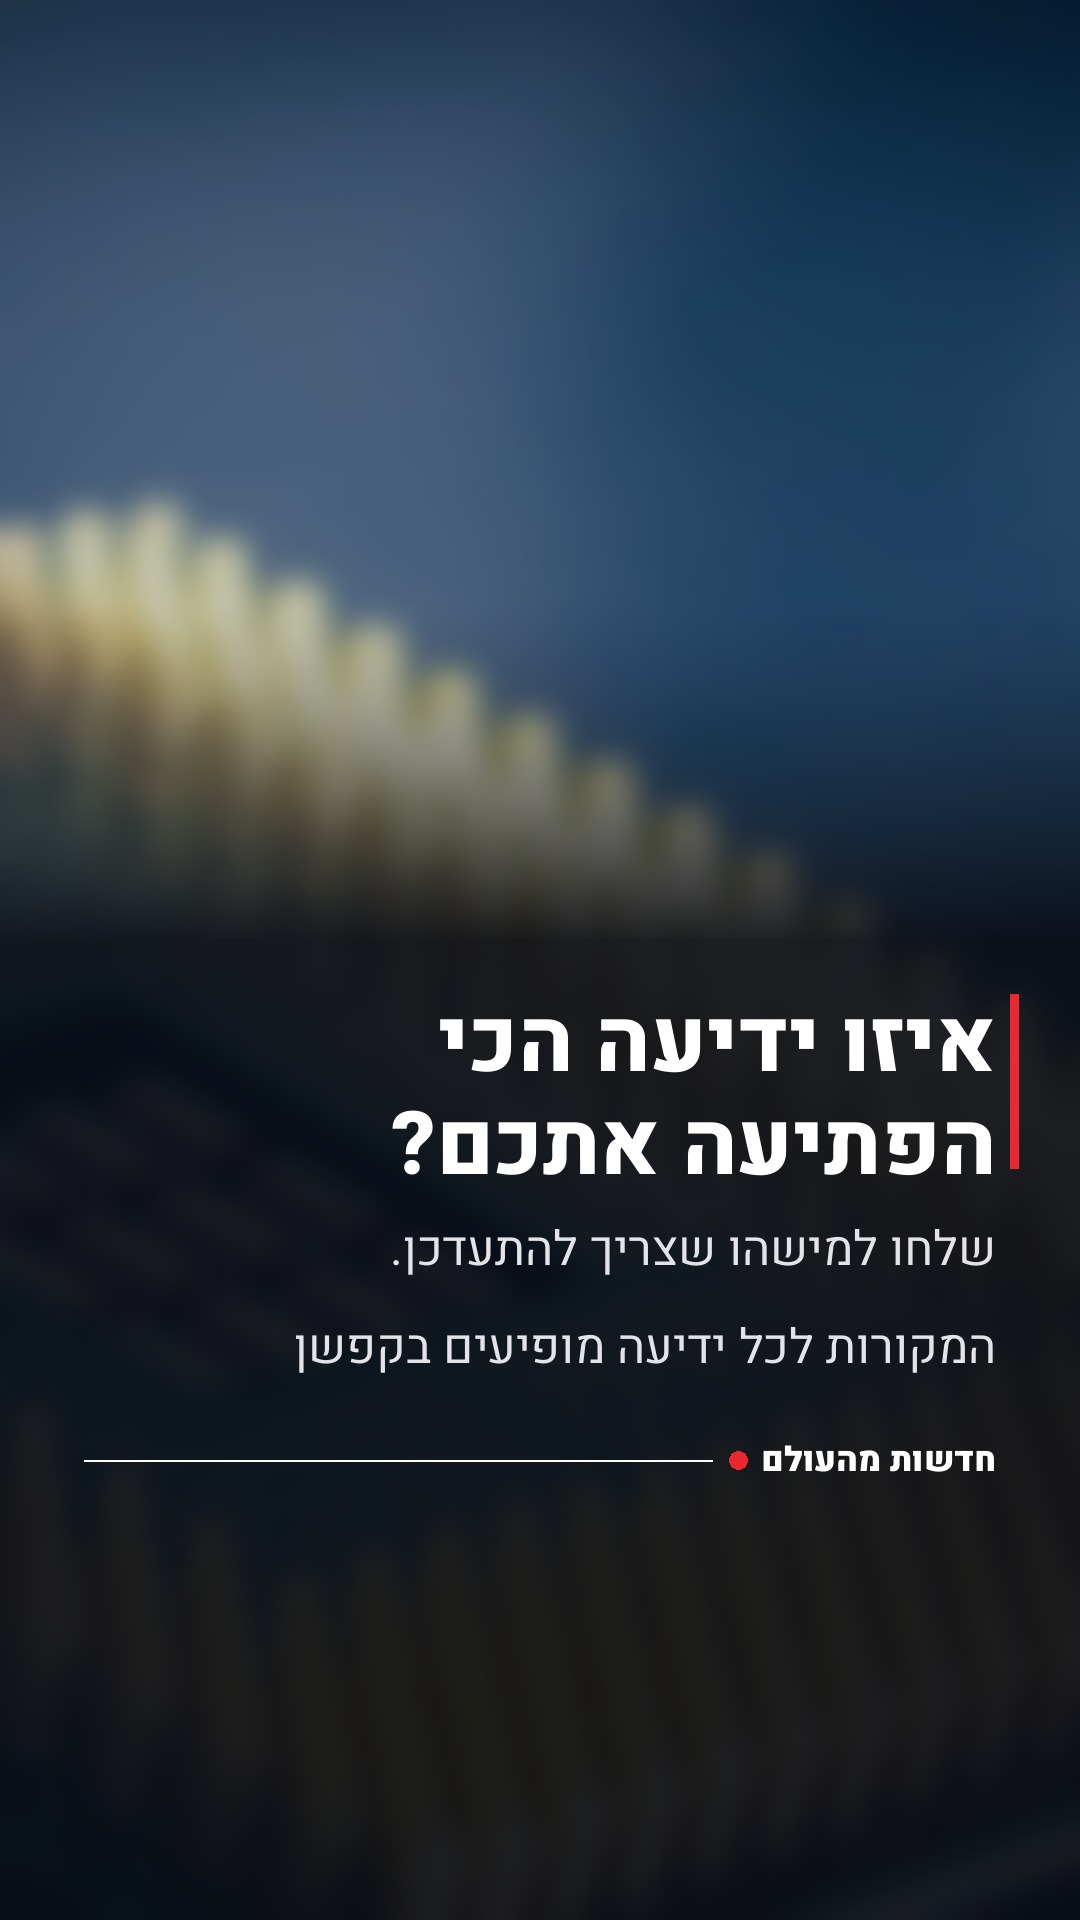 איזו ידיעה הכי
הפתיעה אתכם?
שלחו למישהו שצריך להתעדכן.
המקורות לכל ידיעה מופיעים בקפשן
חדשות מהעולם